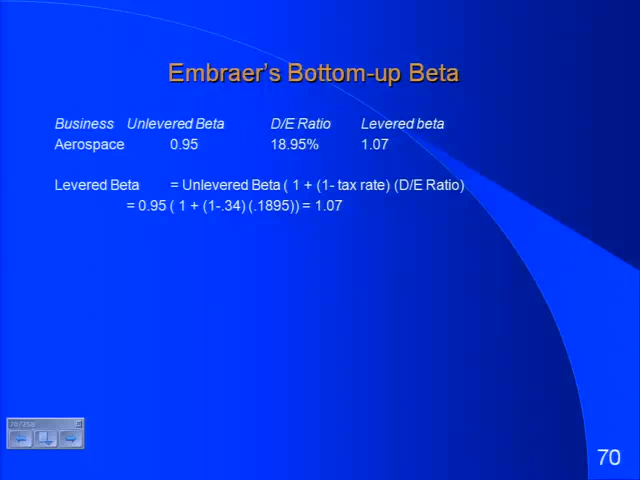 Embraer's Bottom-up Beta
Business Unlevered Beta D/E Ratio Levered beta
Aerospace 0.95 18.95% 1.07
Levered Beta = Unlevered Beta ( 1 + (1- tax rate) (D/E Ratio)
= 0.95 ( 1 + (1-.34) (.1895)) = 1.07
70